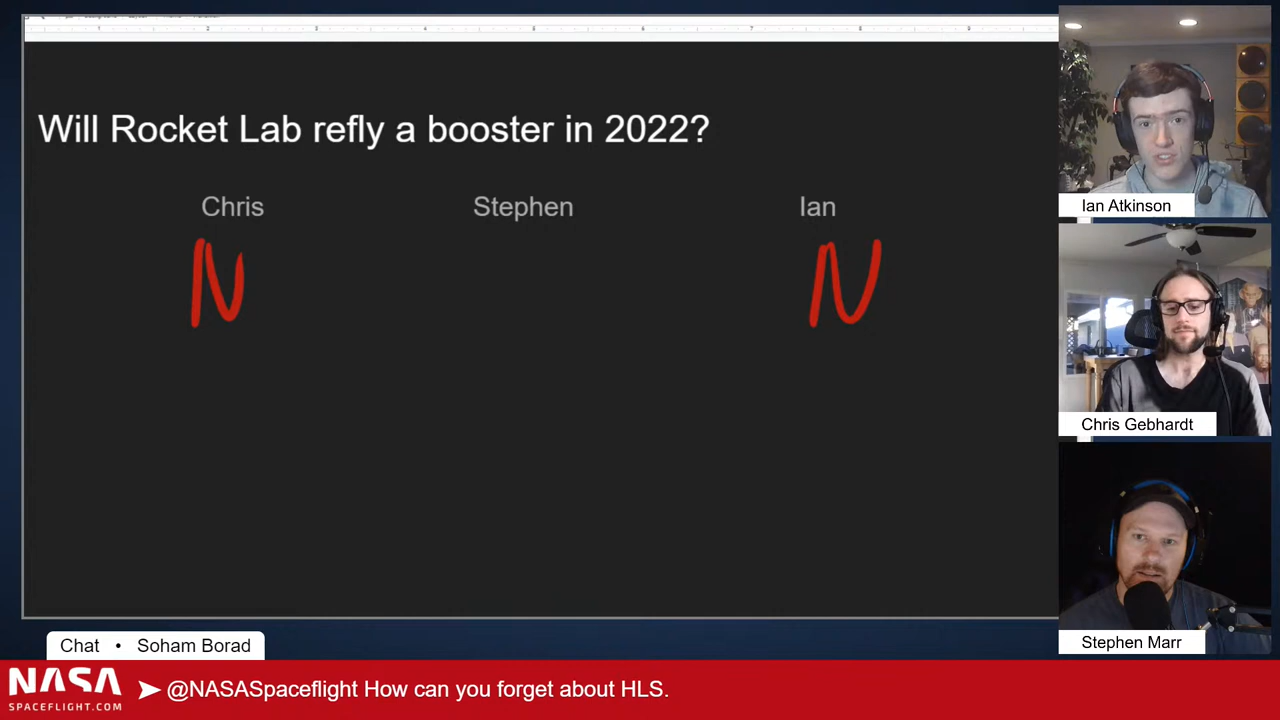 Will Rocket Lab refly a booster in 2022?
Chris Stephen Ian
N N
Ian Atkinson
Chris Gebhardt
Stephen Marr
Chat • Soham Borad
NASA
SPACEFLIGHT.COM
@NASASpaceflight How can you forget about HLS.